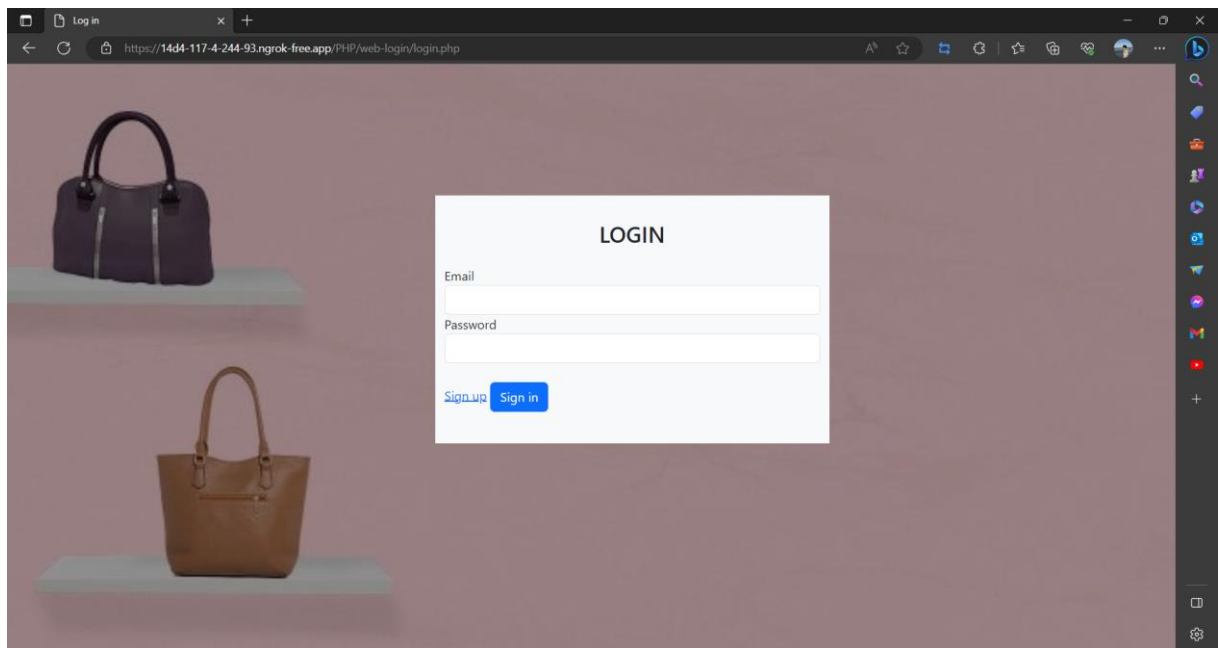 Log in
https://14d4-117-4-244-93.ngrok-free.app/PHP/web-login/login.php
LOGIN
Email
Password
Sign up Sign in